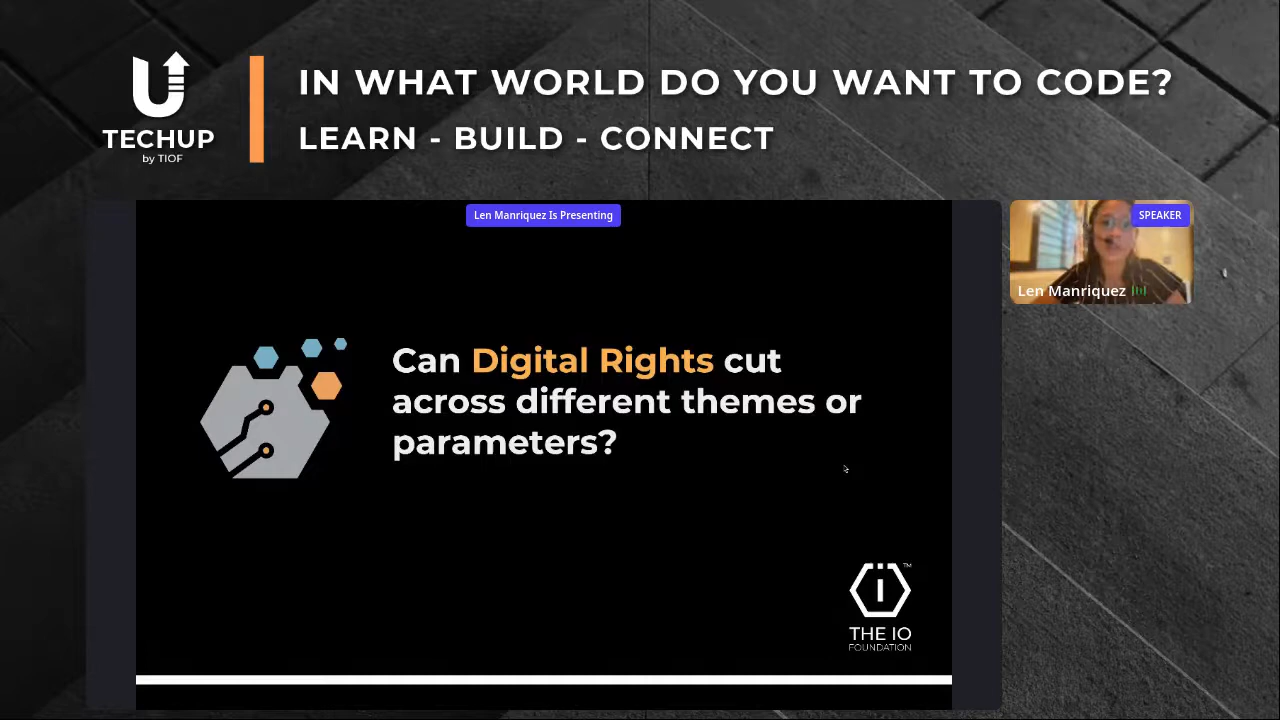 TECHUP
by TIOF
IN WHAT WORLD DO YOU WANT TO CODE?
LEARN - BUILD - CONNECT
Len Manriquez Is Presenting
SPEAKER
Len Manriquez
Can Digital Rights cut
across different themes or
parameters?
TM
THE IO
FOUNDATION